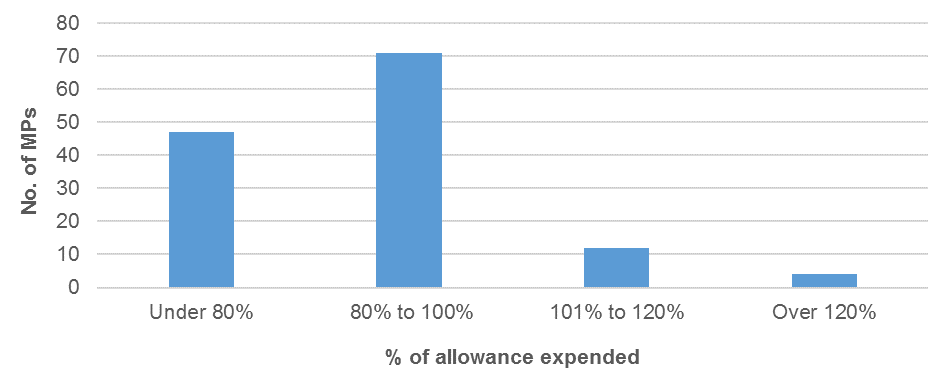 80
70
60
50
40
30
20
10
0
No. of MPs
Under 80%
80% to 100%
101% to 120%
Over 120%
% of allowance expended